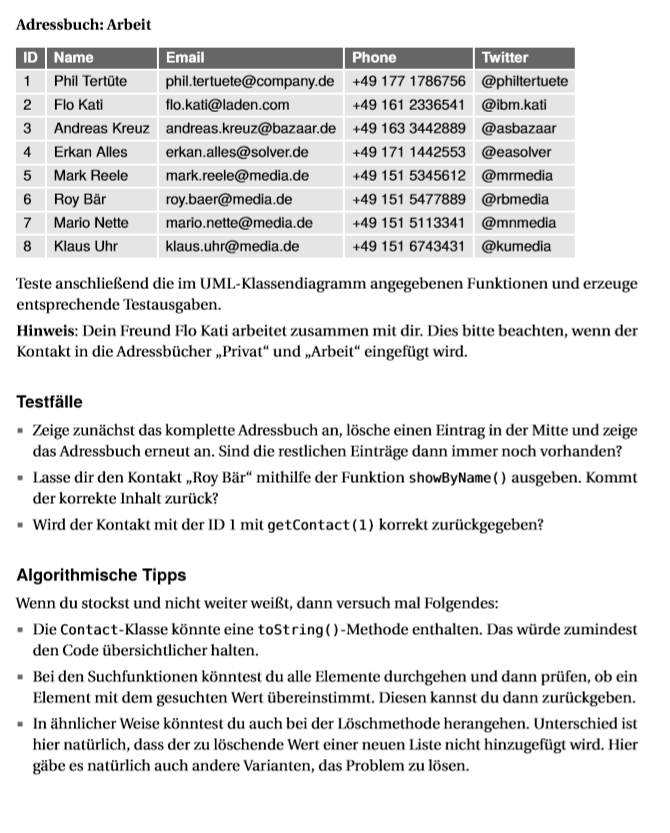 Adressbuch: Arbeit
ID Name Email Phone Twitter
1 Phil Tertüte phil.tertuete@company.de +49 177 1786756 @philtertuete
2 Flo Kati flo.kati@laden.com +49 161 2336541 @ibm.kati
3 Andreas Kreuz andreas.kreuz@bazaar.de +49 163 3442889 @asbazaar
4 Erkan Alles erkan.alles@solver.de +49 171 1442553 @easolver
5 Mark Reele mark.reele@media.de +49 151 5345612 @mrmedia
6 Roy Bär roy.baer@media.de +49 151 5477889 @rbmedia
7 Mario Nette mario.nette@media.de +49 151 5113341 @mnmedia
8 Klaus Uhr klaus.uhr@media.de +49 151 6743431 @kumedia
Teste anschließend die im UML-Klassendiagramm angegebenen Funktionen und erzeuge
entsprechende Testausgaben.
Hinweis: Dein Freund Flo Kati arbeitet zusammen mit dir. Dies bitte beachten, wenn der
Kontakt in die Adressbücher „Privat“ und „Arbeit“ eingefügt wird.
Testfälle
▪ Zeige zunächst das komplette Adressbuch an, lösche einen Eintrag in der Mitte und zeige
das Adressbuch erneut an. Sind die restlichen Einträge dann immer noch vorhanden?
▪ Lasse dir den Kontakt „Roy Bär“ mithilfe der Funktion showByName() ausgeben. Kommt
der korrekte Inhalt zurück?
▪ Wird der Kontakt mit der ID 1 mit getContact(1) korrekt zurückgegeben?
Algorithmische Tipps
Wenn du stockst und nicht weiter weißt, dann versuch mal Folgendes:
▪ Die Contact-Klasse könnte eine toString()-Methode enthalten. Das würde zumindest
den Code übersichtlicher halten.
▪ Bei den Suchfunktionen könntest du alle Elemente durchgehen und dann prüfen, ob ein
Element mit dem gesuchten Wert übereinstimmt. Diesen kannst du dann zurückgeben.
▪ In ähnlicher Weise könntest du auch bei der Löschmethode herangehen. Unterschied ist
hier natürlich, dass der zu löschende Wert einer neuen Liste nicht hinzugefügt wird. Hier
gäbe es natürlich auch andere Varianten, das Problem zu lösen.